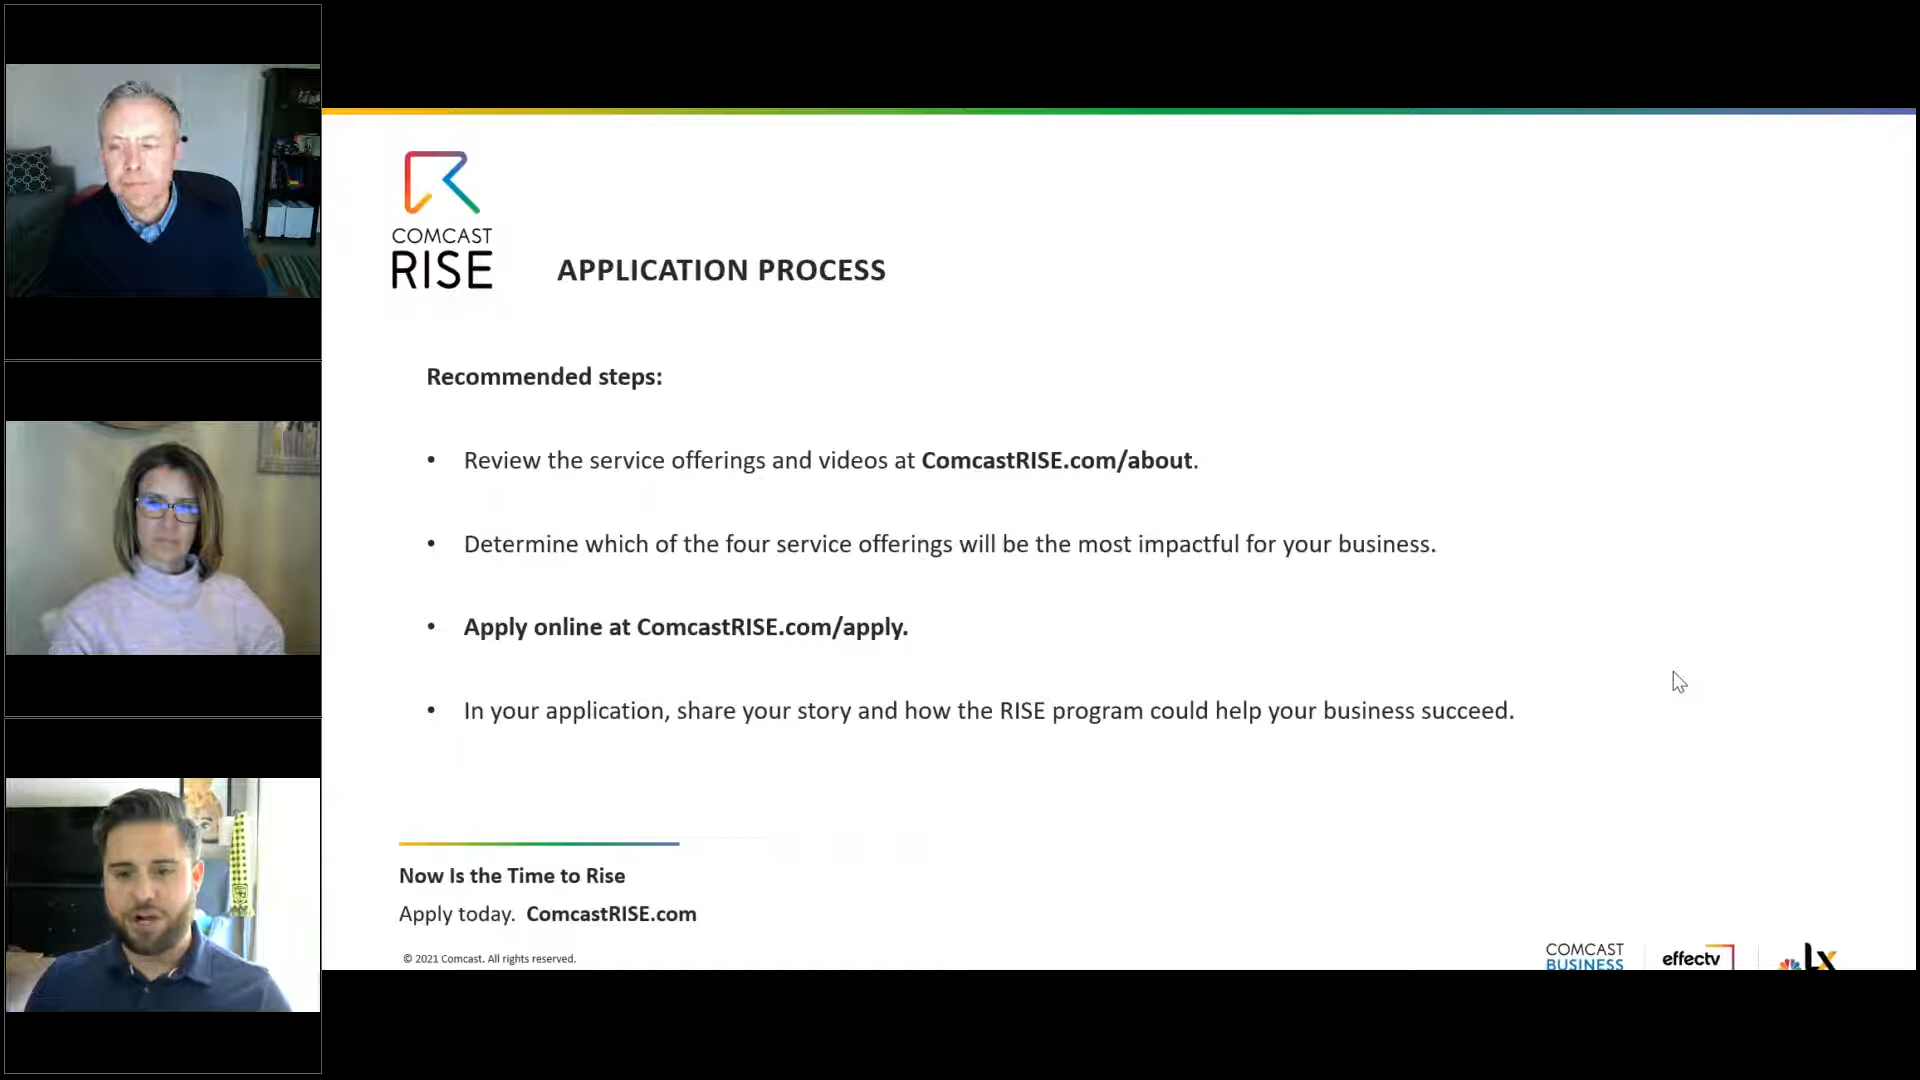 COMCAST
RISE
APPLICATION PROCESS
Recommended steps:
• Review the service offerings and videos at ComcastRISE.com/about.
• Determine which of the four service offerings will be the most impactful for your business.
• Apply online at ComcastRISE.com/apply.
• In your application, share your story and how the RISE program could help your business succeed.
Now Is the Time to Rise
Apply today. ComcastRISE.com
© 2021 Comcast. All rights reserved.
COMCAST
BUSINESS
effectv
LX